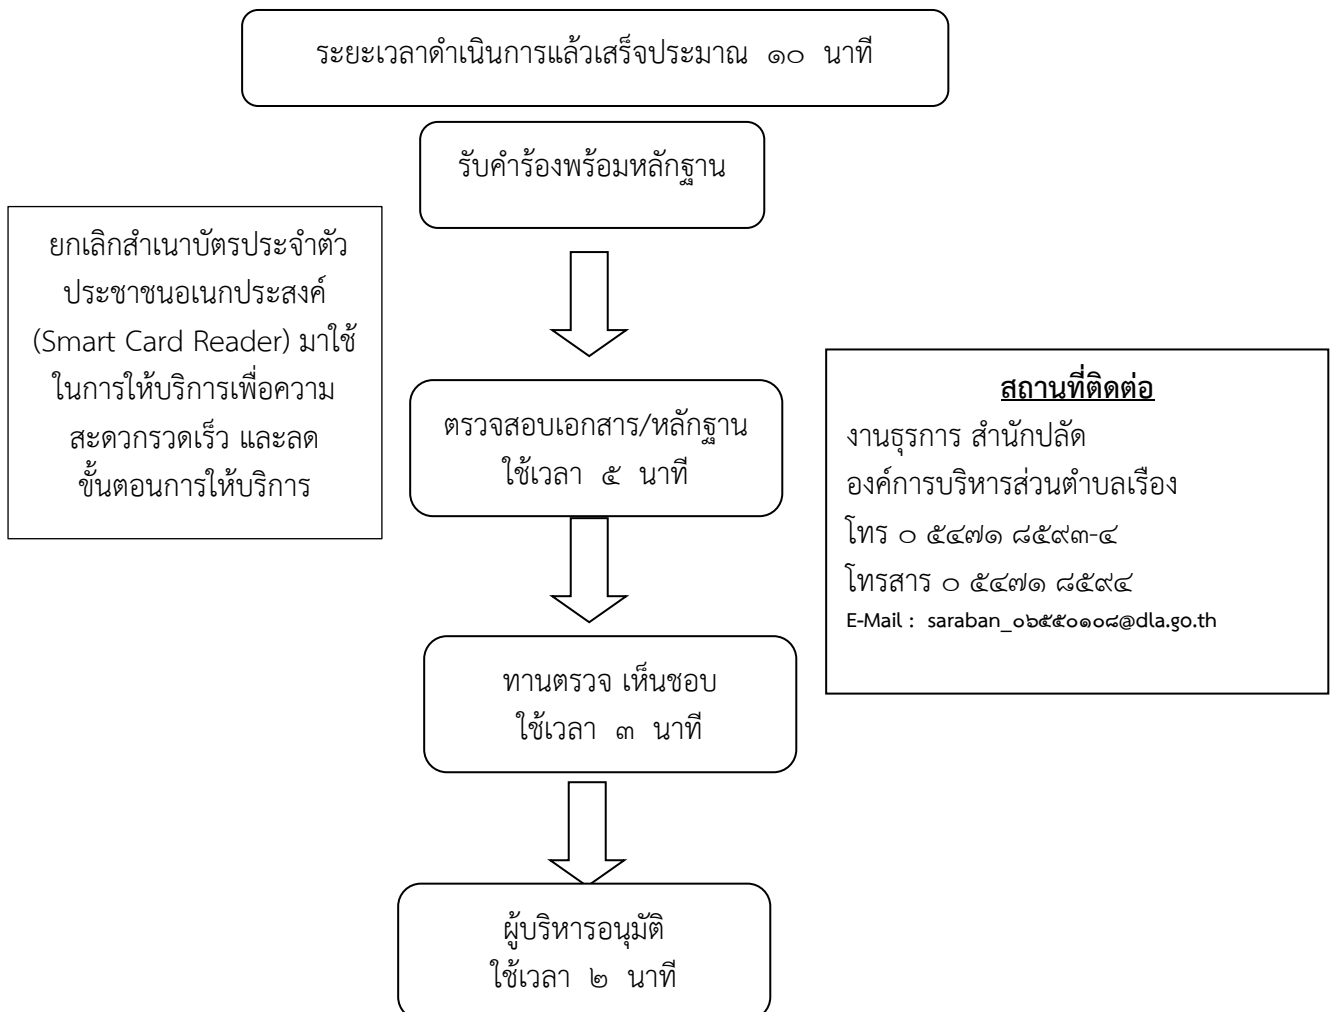 ระยะเวลาดำเนินการแล้วเสร็จประมาณ ๑๐ นาที
รับคำร้องพร้อมหลักฐาน
ยกเลิกสำเนาบัตรประจำตัว
ประชาชนอเนกประสงค์
(Smart Card Reader) มาใช้
ในการให้บริการเพื่อความ
สะดวกรวดเร็ว และลด
ขั้นตอนการให้บริการ
ตรวจสอบเอกสาร/หลักฐาน
ใช้เวลา ๕ นาที
สถานที่ติดต่อ
งานธุรการ สำนักปลัด
องค์การบริหารส่วนตำบลเรือง
โทร ๐ ๕๔๗๑ ๘๕๙๓-๔
โทรสาร ๐ ๕๔๗๑ ๘๕๙๔
E-Mail : saraban_๐๖๕๕๐๑๐๘@dla.go.th
ทานตรวจ เห็นชอบ
ใช้เวลา ๓ นาที
ผู้บริหารอนุมัติ
ใช้เวลา ๒ นาที